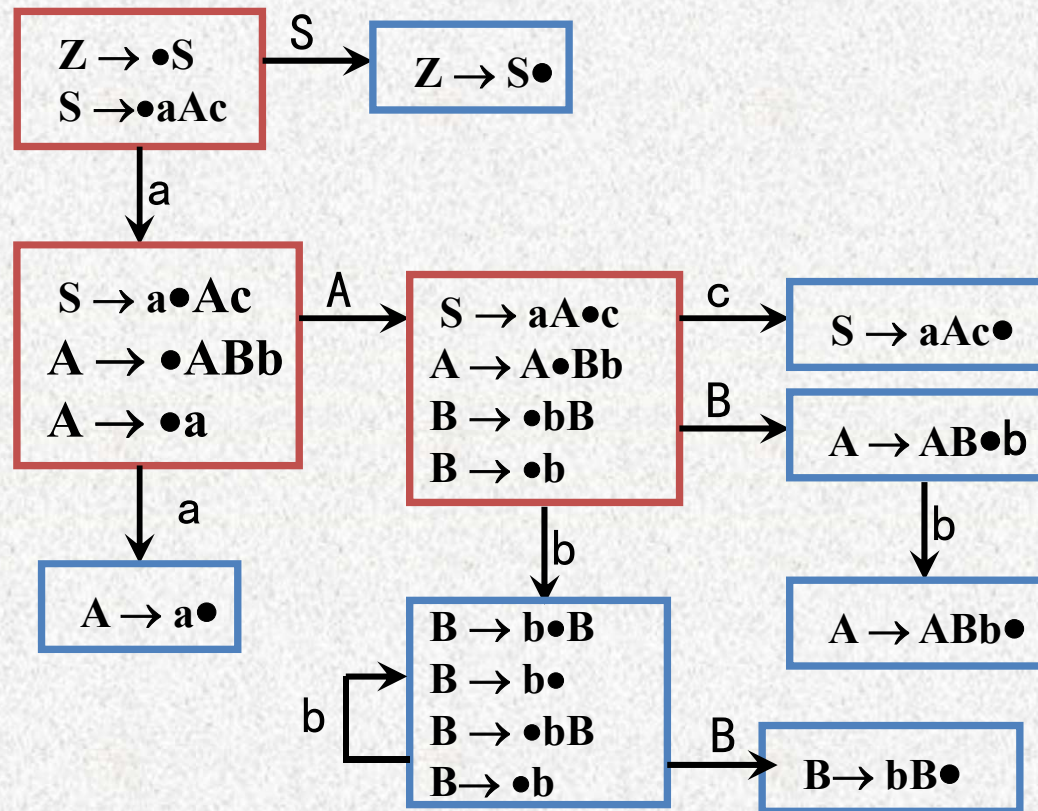 Z → •S
S → •aAc
S
Z → S•
a
S → a•Ac
A → •ABb
A → •a
A
S → aA•c
A → A•Bb
B → •bB
B → •b
c
S → aAc•
B
A → AB•b
a
A → a•
b
B → b•B
B → b•
B → •bB
B→ •b
b
b
A → ABb•
B
B→ bB•